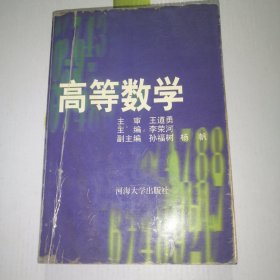 高等数学
主 审 王道勇
主 编 李荣河
副主编 孙福树 杨 帆
河海大学出版社